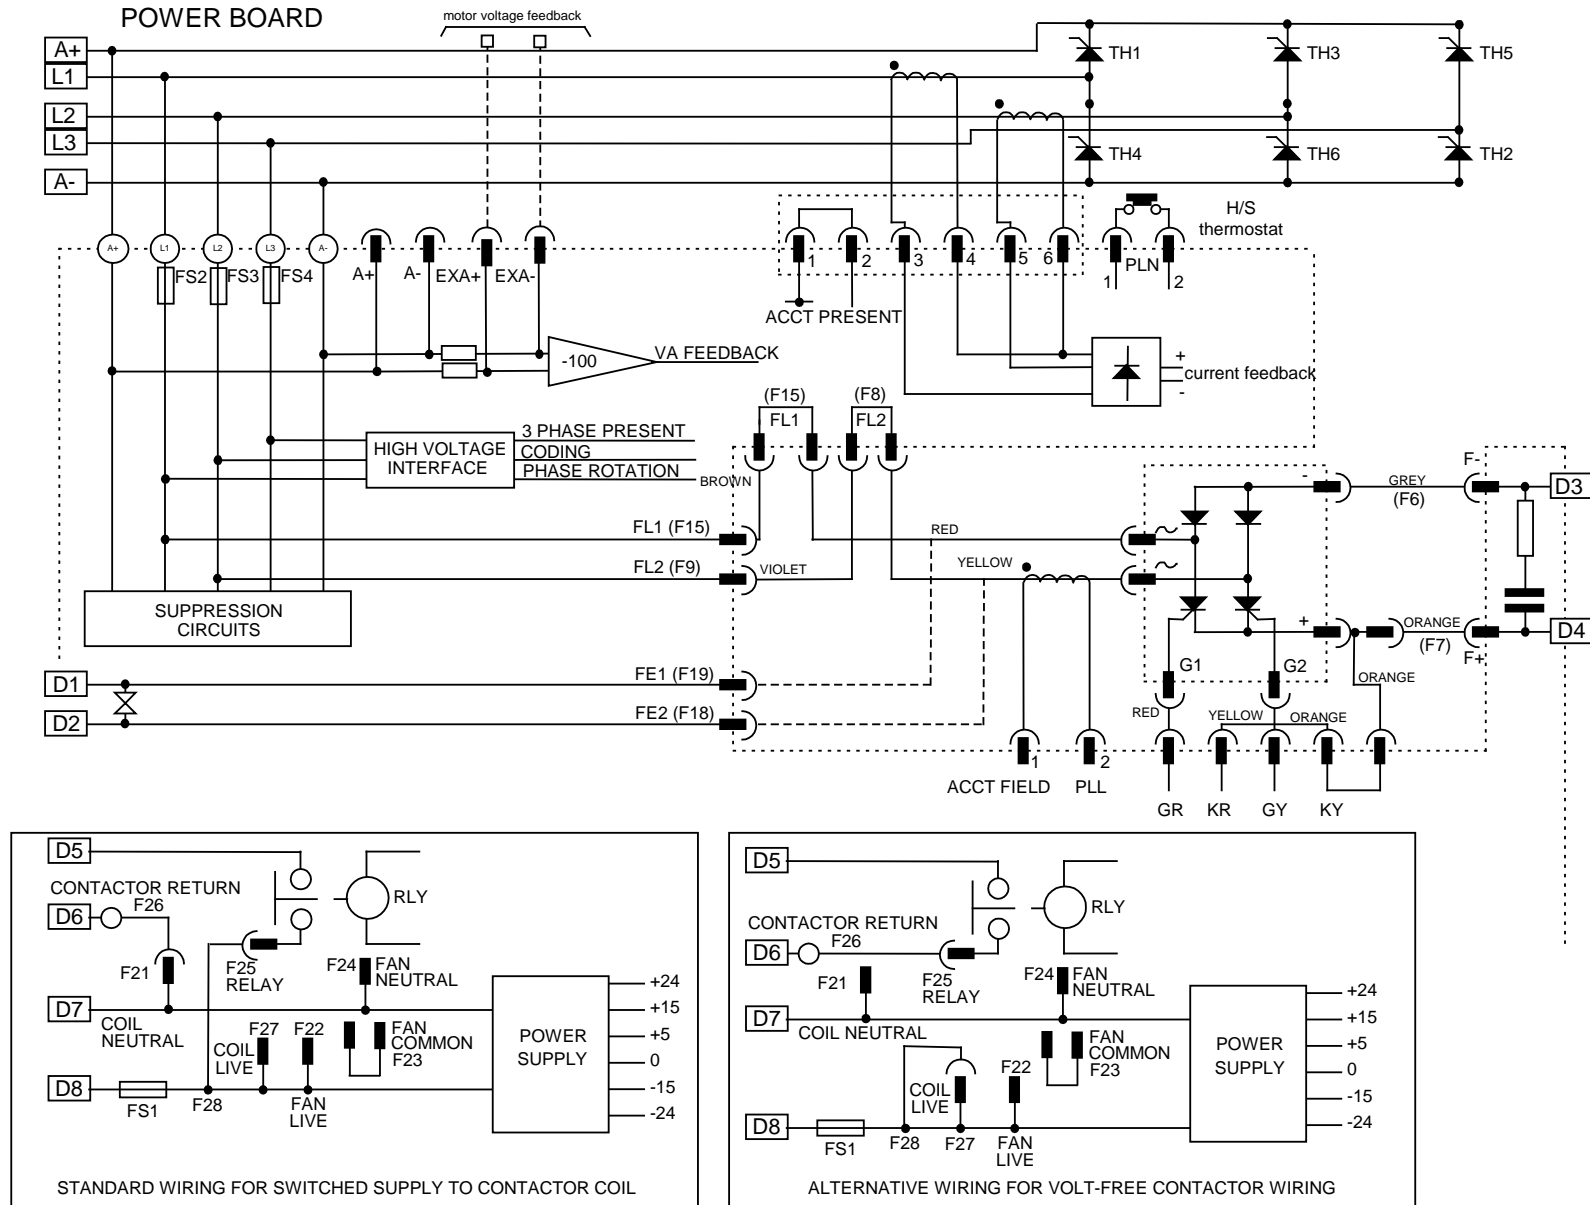 POWER BOARD
motor voltage feedback
A+
L1
L2
L3
A-
TH1
TH3
TH5
TH4
TH6
TH2
H/S
thermostat
A+
L1
L2
L3
A-
FS2
FS3
FS4
A+
A-
EXA+
EXA-
1
2
3
4
5
6
PLN
1
2
ACCT PRESENT
-100
VA FEEDBACK
+
current feedback
-
(F15)
(F8)
FL1
FL2
HIGH VOLTAGE
INTERFACE
3 PHASE PRESENT
CODING
PHASE ROTATION
BROWN
F-
-
GREY
(F6)
D3
FL1 (F15)
RED
FL2 (F9)
VIOLET
YELLOW
SUPPRESSION
CIRCUITS
+
ORANGE
(F7)
F+
D4
D1
FE1 (F19)
G1
G2
ORANGE
D2
FE2 (F18)
RED
YELLOW
ORANGE
1
2
ACCT FIELD
PLL
GR
KR
GY
KY
D5
CONTACTOR RETURN
F26
D6
RLY
F21
F25
RELAY
F24
FAN
NEUTRAL
D7
COIL
NEUTRAL
F27
F22
COIL
LIVE
FAN
COMMON
F23
D8
FS1
F28
FAN
LIVE
POWER
SUPPLY
+24
+15
+5
0
-15
-24
STANDARD WIRING FOR SWITCHED SUPPLY TO CONTACTOR COIL
D5
CONTACTOR RETURN
F26
D6
RLY
F21
F25
RELAY
F24
FAN
NEUTRAL
D7
COIL NEUTRAL
FAN
COMMON
F23
F22
COIL
LIVE
D8
FS1
F28
F27
FAN
LIVE
POWER
SUPPLY
+24
+15
+5
0
-15
-24
ALTERNATIVE WIRING FOR VOLT-FREE CONTACTOR WIRING